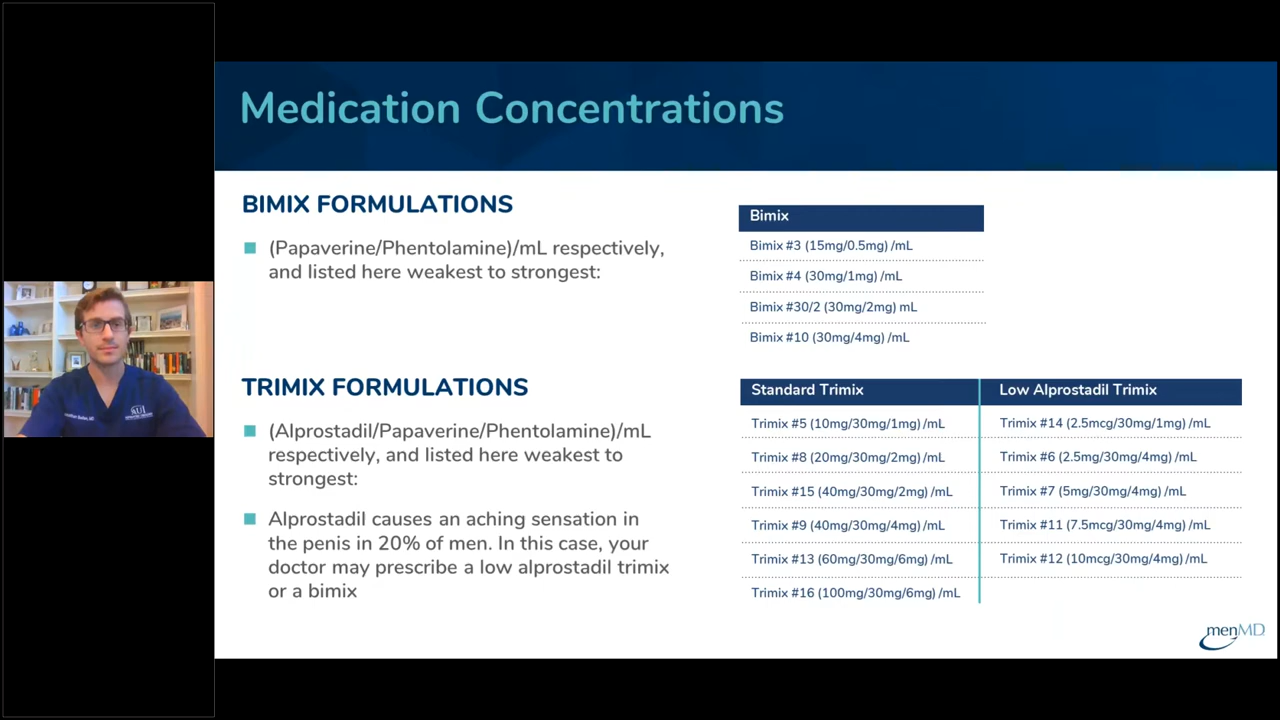 Medication Concentrations
BIMIX FORMULATIONS
(Papaverine/Phentolamine)/mL respectively,
and listed here weakest to strongest:
Bimix
Bimix #3 (15mg/0.5mg) /mL
Bimix #4 (30mg/1mg) /mL
Bimix #30/2 (30mg/2mg) mL
Bimix #10 (30mg/4mg) /mL
TRIMIX FORMULATIONS
(Alprostadil/Papaverine/Phentolamine)/mL
respectively, and listed here weakest to
strongest:
Alprostadil causes an aching sensation in
the penis in 20% of men. In this case, your
doctor may prescribe a low alprostadil trimix
or a bimix
Standard Trimix
Trimix #5 (10mg/30mg/1mg) /mL
Trimix #8 (20mg/30mg/2mg) /mL
Trimix #15 (40mg/30mg/2mg) /mL
Trimix #9 (40mg/30mg/4mg) /mL
Trimix #13 (60mg/30mg/6mg) /mL
Trimix #16 (100mg/30mg/6mg) /mL
Low Alprostadil Trimix
Trimix #14 (2.5mcg/30mg/1mg) /mL
Trimix #6 (2.5mg/30mg/4mg) /mL
Trimix #7 (5mg/30mg/4mg) /mL
Trimix #11 (7.5mcg/30mg/4mg) /mL
Trimix #12 (10mcg/30mg/4mg) /mL
menMD